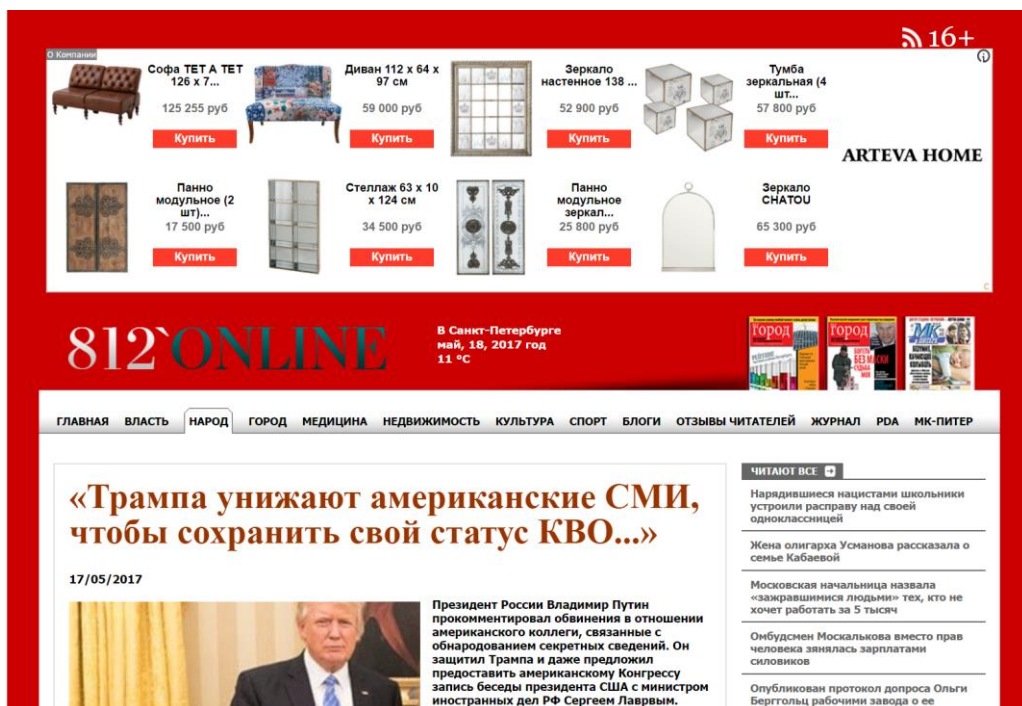 16+
О Компании
Софа TET A TET
126 x 7...
125 255 руб
Купить
Диван 112 x 64 x
97 см
59 000 руб
Купить
Зеркало
настенное 138 ...
52 900 руб
Купить
Тумба
зеркальная (4
шт...
57 800 руб
Купить
ARTEVA HOME
Панно
модульное (2
шт)...
17 500 руб
Купить
Стеллаж 63 x 10
x 124 см
34 500 руб
Купить
Панно
модульное
зеркал...
25 800 руб
Купить
Зеркало
CHATOU
65 300 руб
Купить
812`ONLINE
В Санкт-Петербурге
май, 18, 2017 год
11 °C
ГОРОД
ГОРОД
МК
ГЛАВНАЯ ВЛАСТЬ НАРОД ГОРОД МЕДИЦИНА НЕДВИЖИМОСТЬ КУЛЬТУРА СПОРТ БЛОГИ ОТЗЫВЫ ЧИТАТЕЛЕЙ ЖУРНАЛ PDA МК-ПИТЕР
«Трампа унижают американские СМИ,
чтобы сохранить свой статус КВО...»
17/05/2017
Президент России Владимир Путин
прокомментировал обвинения в отношении
американского коллеги, связанные с
обнародованием секретных сведений. Он
защитил Трампа и даже предложил
предоставить американскому Конгрессу
запись беседы президента США с министром
иностранных дел РФ Сергеем Лаврвым.
ЧИТАЮТ ВСЕ
Нарядившиеся нацистами школьники
устроили расправу над своей
одноклассницей
Жена олигарха Усманова рассказала о
семье Кабаевой
Московская начальница назвала
«зажравшимися людьми» тех, кто не
хочет работать за 5 тысяч
Омбудсмен Москалькова вместо прав
человека зянялась зарплатами
силовиков
Опубликован протокол допроса Ольги
Берггольц рабочими завода о ее